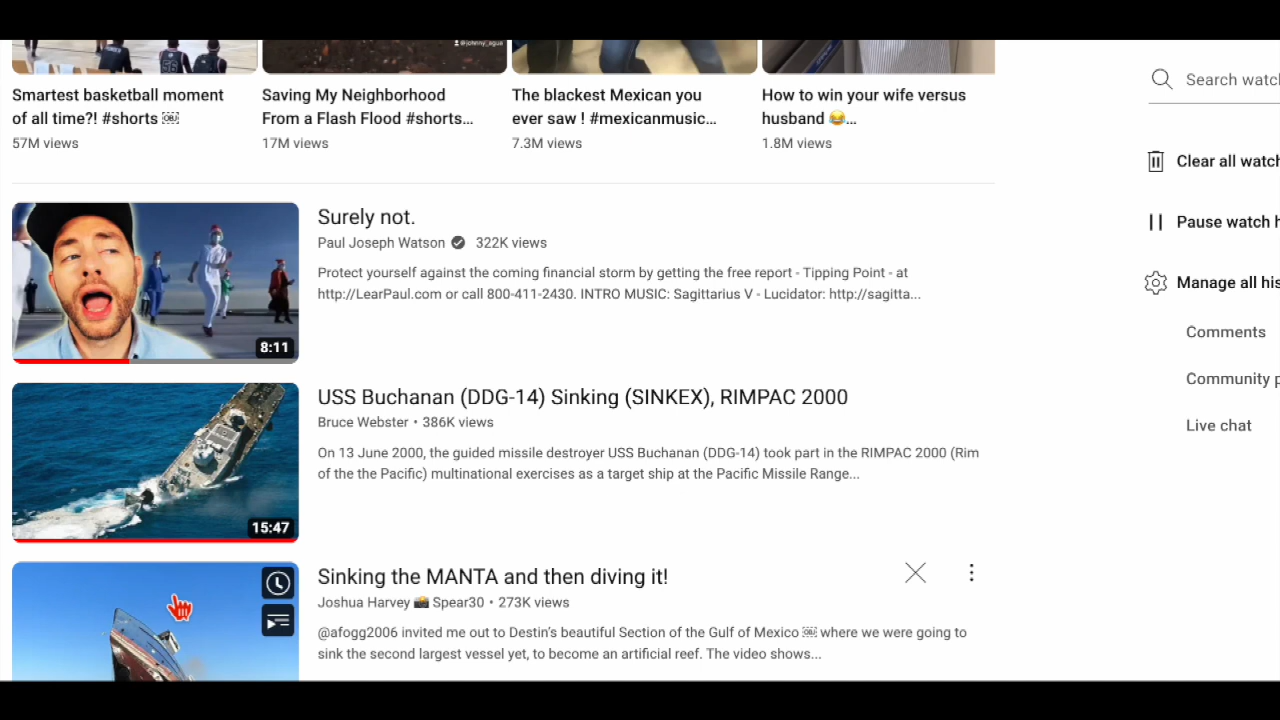 @johnny_agua
Smartest basketball moment
of all time?! #shorts ￼
57M views
Saving My Neighborhood
From a Flash Flood #shorts...
17M views
The blackest Mexican you
ever saw ! #mexicanmusic...
7.3M views
How to win your wife versus
husband 😂...
1.8M views
Search watch
Clear all watch
Pause watch h
Manage all his
Comments
Community p
Live chat
Surely not.
Paul Joseph Watson 322K views
Protect yourself against the coming financial storm by getting the free report - Tipping Point - at
http://LearPaul.com or call 800-411-2430. INTRO MUSIC: Sagittarius V - Lucidator: http://sagitta...
8:11
USS Buchanan (DDG-14) Sinking (SINKEX), RIMPAC 2000
Bruce Webster • 386K views
On 13 June 2000, the guided missile destroyer USS Buchanan (DDG-14) took part in the RIMPAC 2000 (Rim
of the the Pacific) multinational exercises as a target ship at the Pacific Missile Range...
15:47
Sinking the MANTA and then diving it!
Joshua Harvey 📸 Spear30 • 273K views
@afogg2006 invited me out to Destin's beautiful Section of the Gulf of Mexico ￼ where we were going to
sink the second largest vessel yet, to become an artificial reef. The video shows...